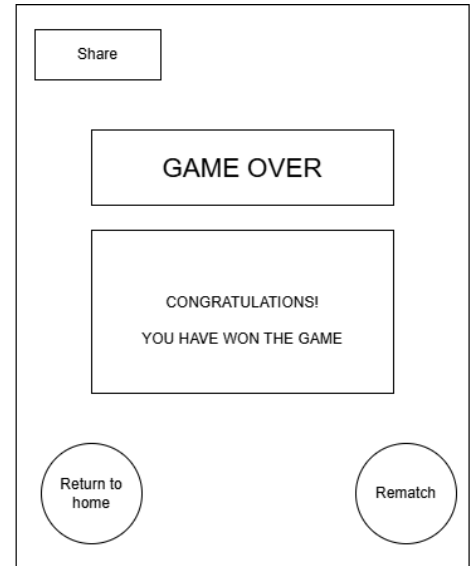 Share
GAME OVER
CONGRATULATIONS!
YOU HAVE WON THE GAME
Return to
home
Rematch